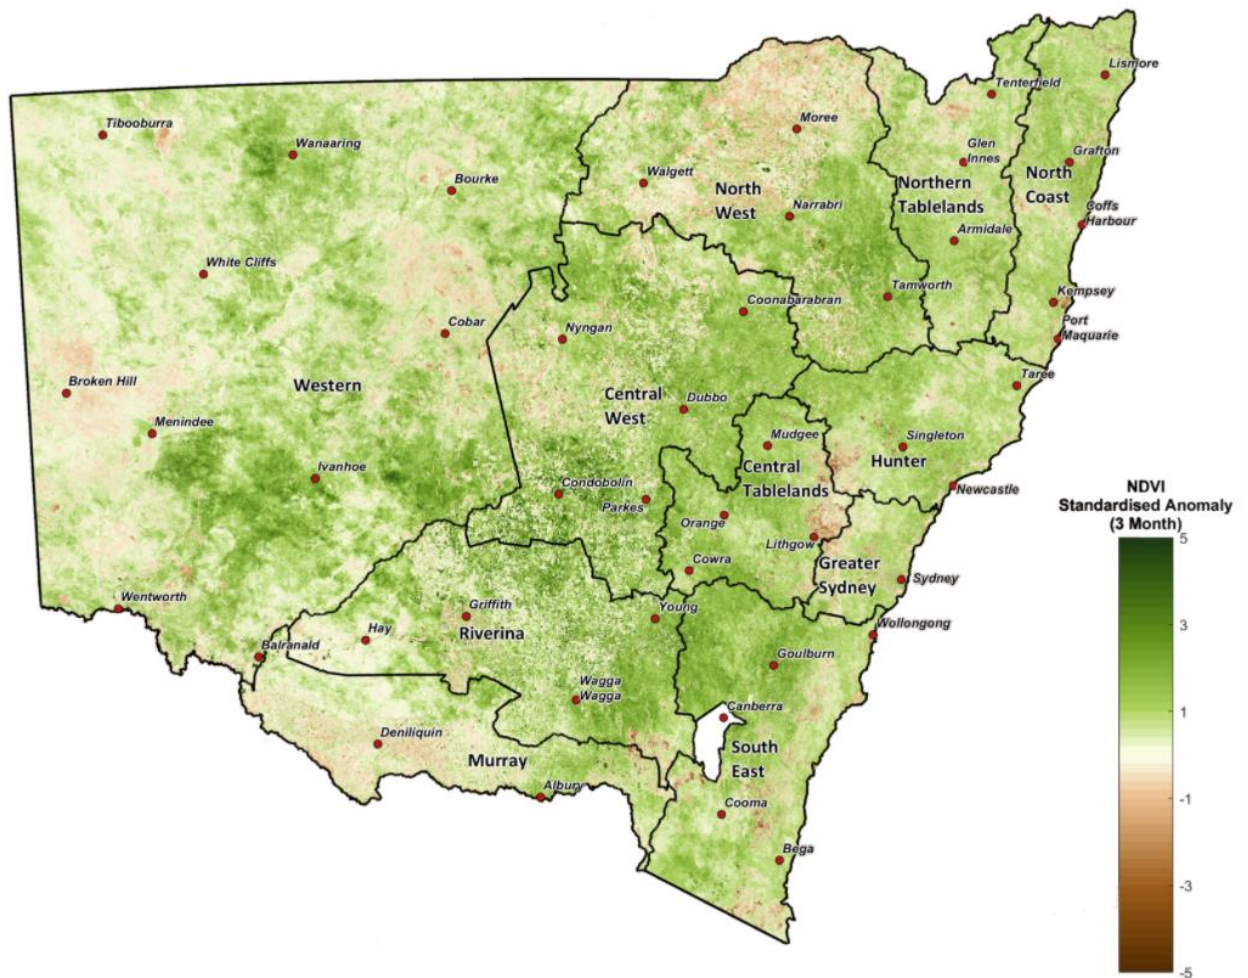 Tibooburra
Wanaaring
Bourke
White Cliffs
Cobar
Broken Hill
Western
Menindee
Ivanhoe
Wentworth
Balranald
Lismore
Tenterfield
Moree
Glen
Innes
Grafton
North
Coast
Walgett
North
West
Narrabri
Northern
Tablelands
Coffs
Harbour
Armidale
Kempsey
Port
Maquarie
Tamworth
Coonabarabran
Nyngan
Central
West
Dubbo
Taree
Mudgee
Singleton
Hunter
Central
Tablelands
Newcastle
Condobolin
Parkes
Orange
Lithgow
Cowra
Greater
Sydney
Sydney
Griffith
Riverina
Hay
Young
Wollongong
Goulburn
Wagga
Wagga
Canberra
South
East
Deniliquin
Murray
Albury
Cooma
Bega
NDVI
Standardised Anomaly
(3 Month)
5
3
1
-1
-3
-5